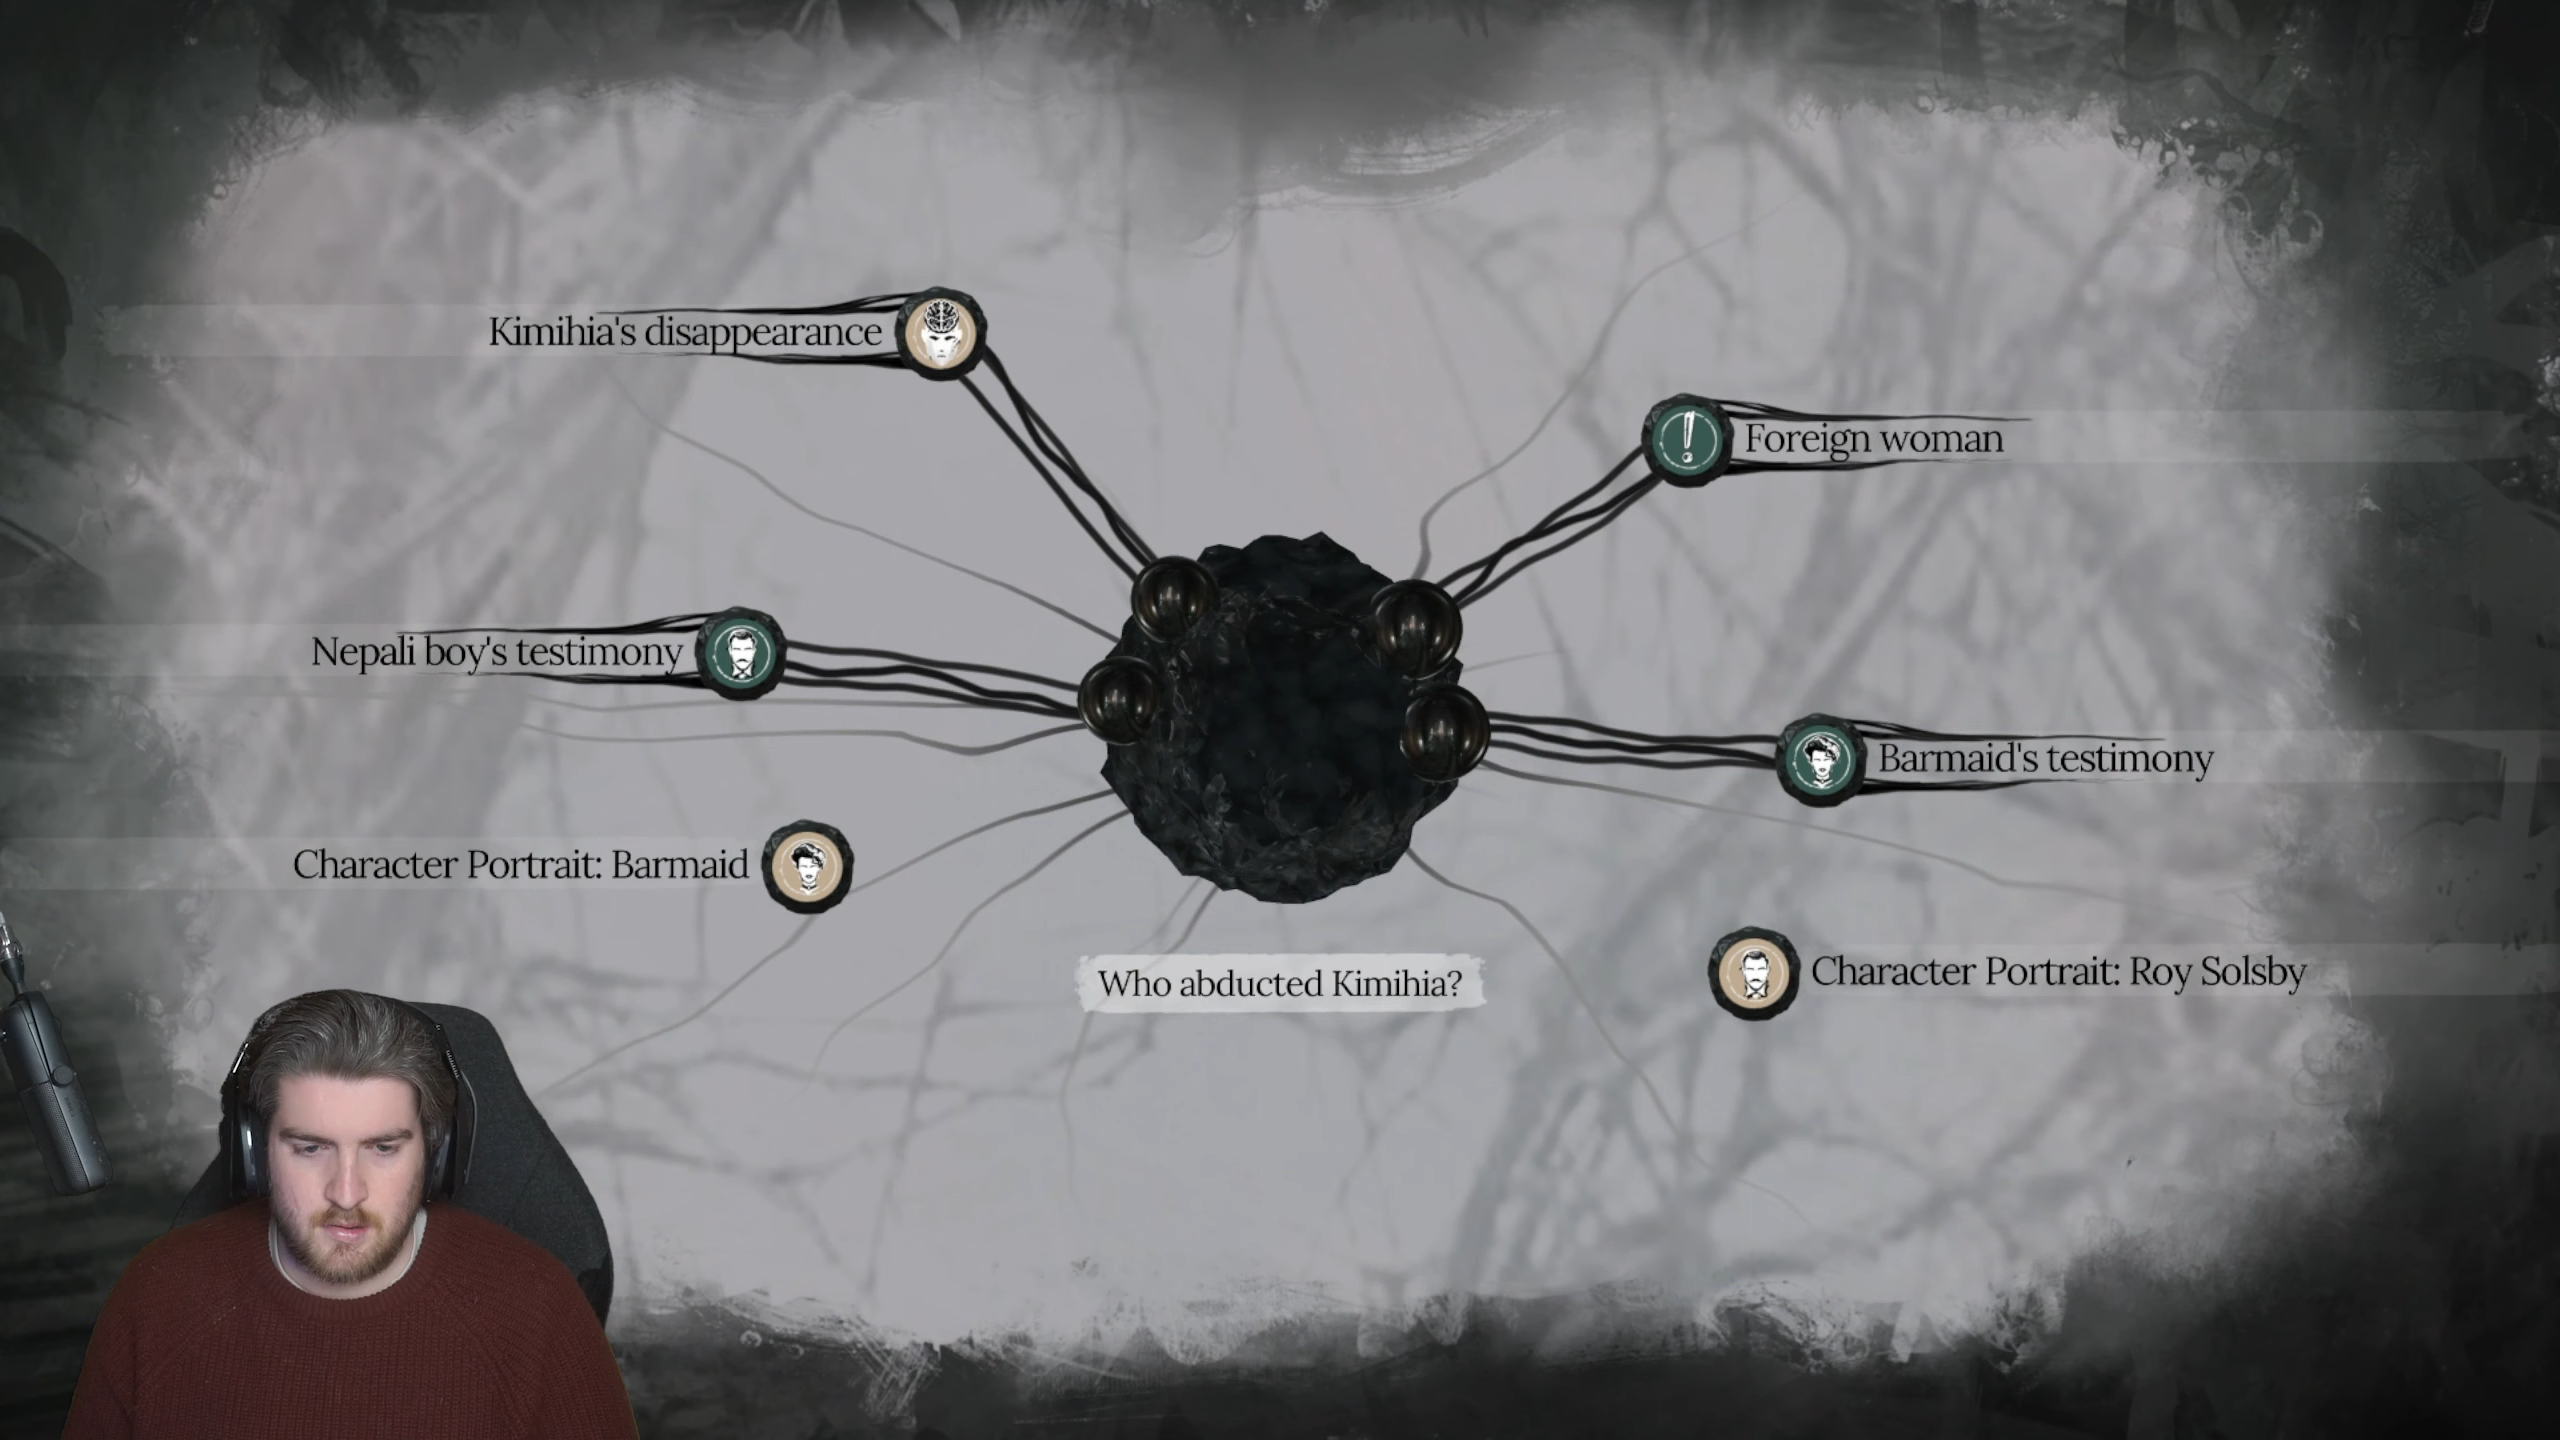 Kimihia's disappearance
Foreign woman
Nepali boy's testimony
Barmaid's testimony
Character Portrait: Barmaid
Character Portrait: Roy Solsby
Who abducted Kimihia?